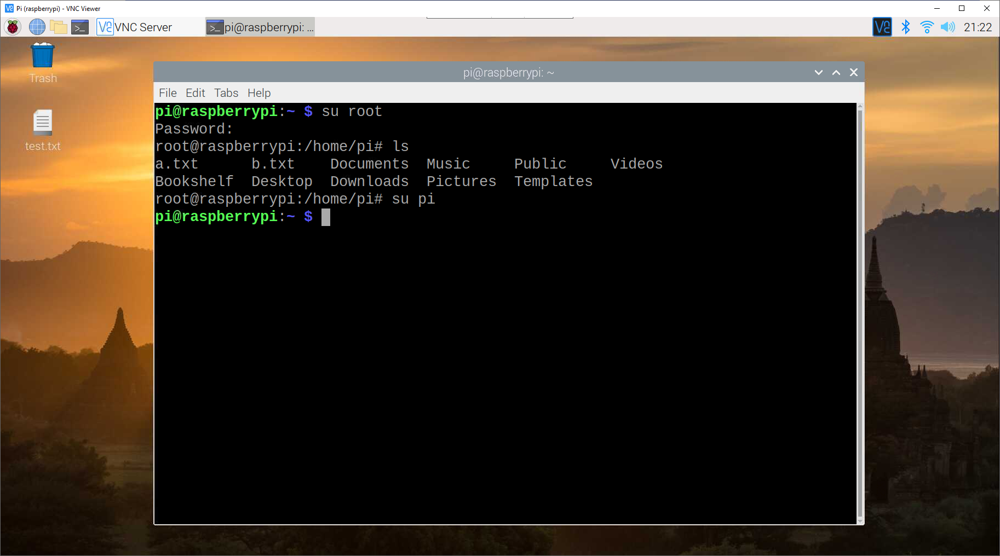 Pi (raspberrypi) - VNC Viewer
VNC Server
pi@raspberrypi: ...
21:22
Trash
test.txt
pi@raspberrypi: ~
File Edit Tabs Help
pi@raspberrypi:~ $ su root
Password:
root@raspberrypi:/home/pi# ls
a.txt b.txt Documents Music Public Videos
Bookshelf Desktop Downloads Pictures Templates
root@raspberrypi:/home/pi# su pi
pi@raspberrypi:~ $